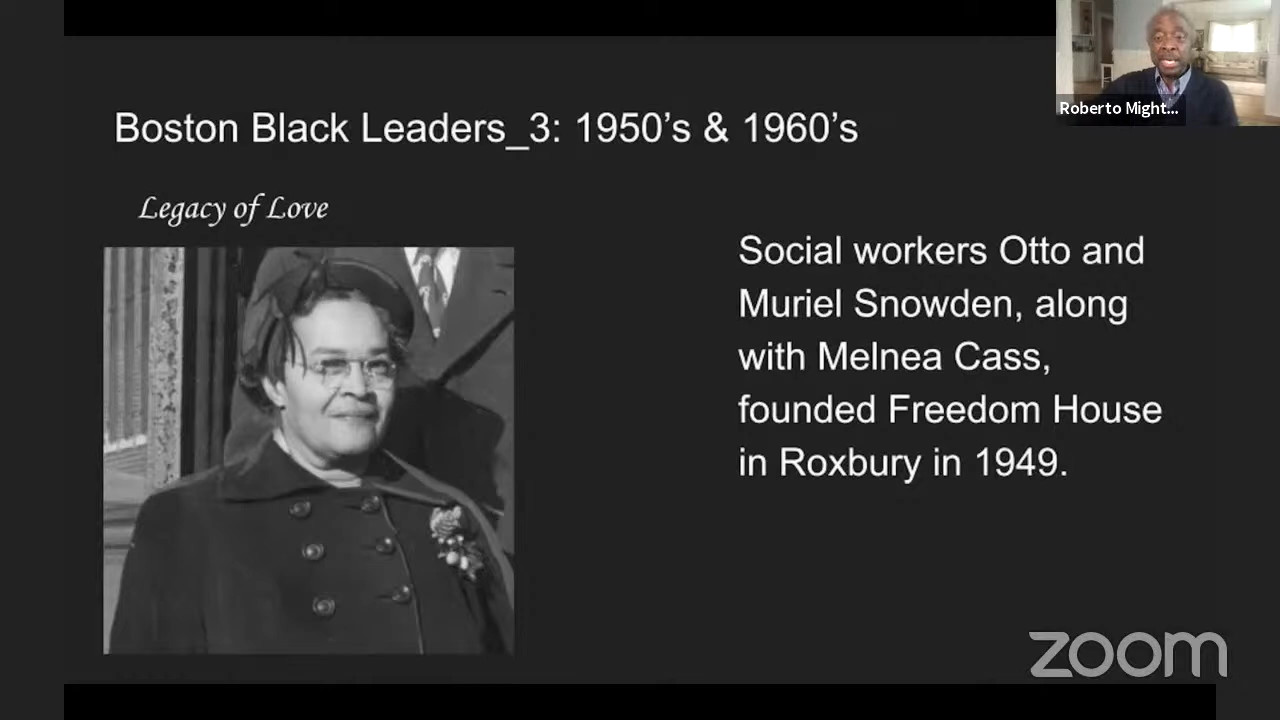 Roberto Might...
Boston Black Leaders_3: 1950’s & 1960’s
Legacy of Love
Social workers Otto and
Muriel Snowden, along
with Melnea Cass,
founded Freedom House
in Roxbury in 1949.
zoom